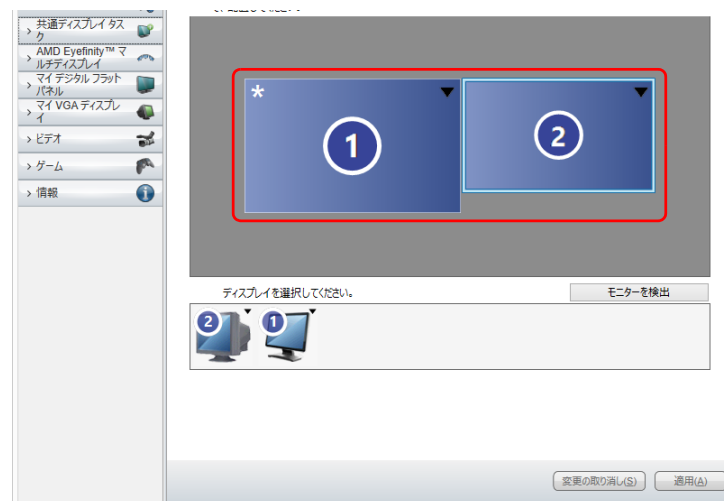 共通ディスプレイ タス
ク
AMD Eyefinity™ マ
ルチディスプレイ
マイ デジタル フラット
パネル
マイ VGA ディスプレ
イ
ビデオ
ゲーム
情報
*
1
2
ディスプレイを選択してください。
モニターを検出
2
1
変更の取り消し(S)
適用(A)